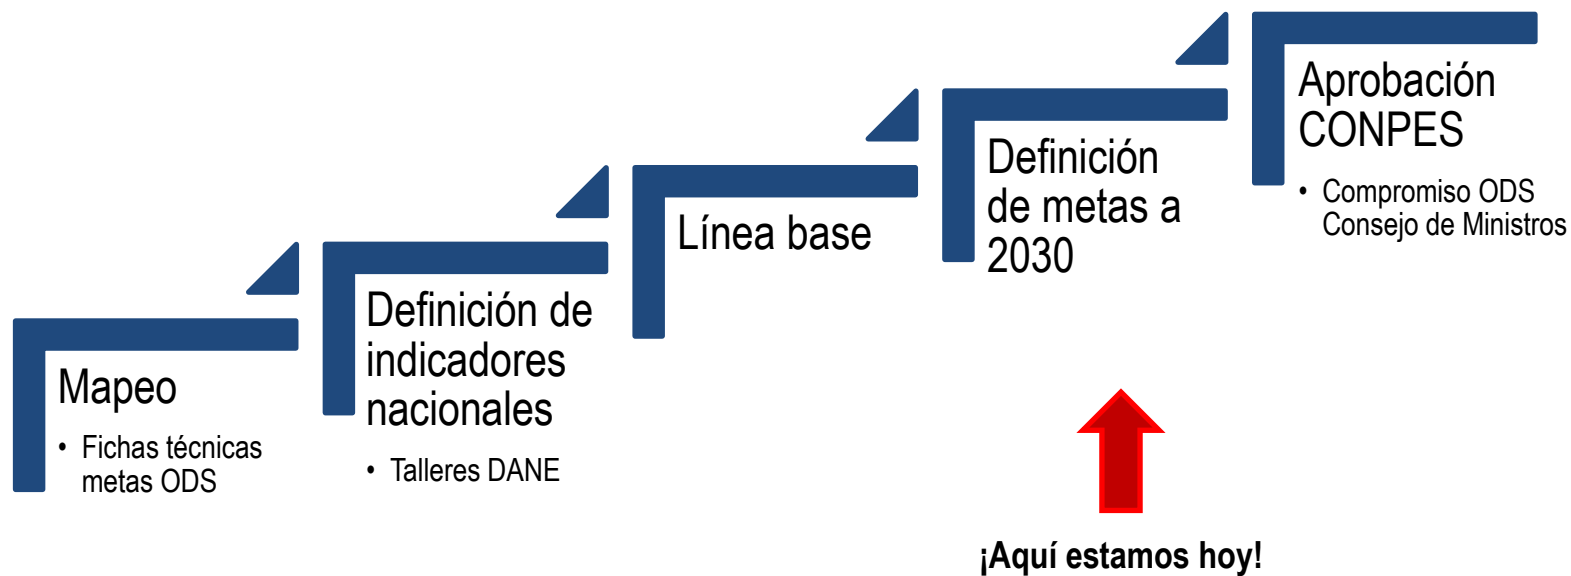 Mapeo
• Fichas técnicas
metas ODS
Definición de
indicadores
nacionales
• Talleres DANE
Línea base
Definición
de metas a
2030
Aprobación
CONPES
• Compromiso ODS
Consejo de Ministros
¡Aquí estamos hoy!